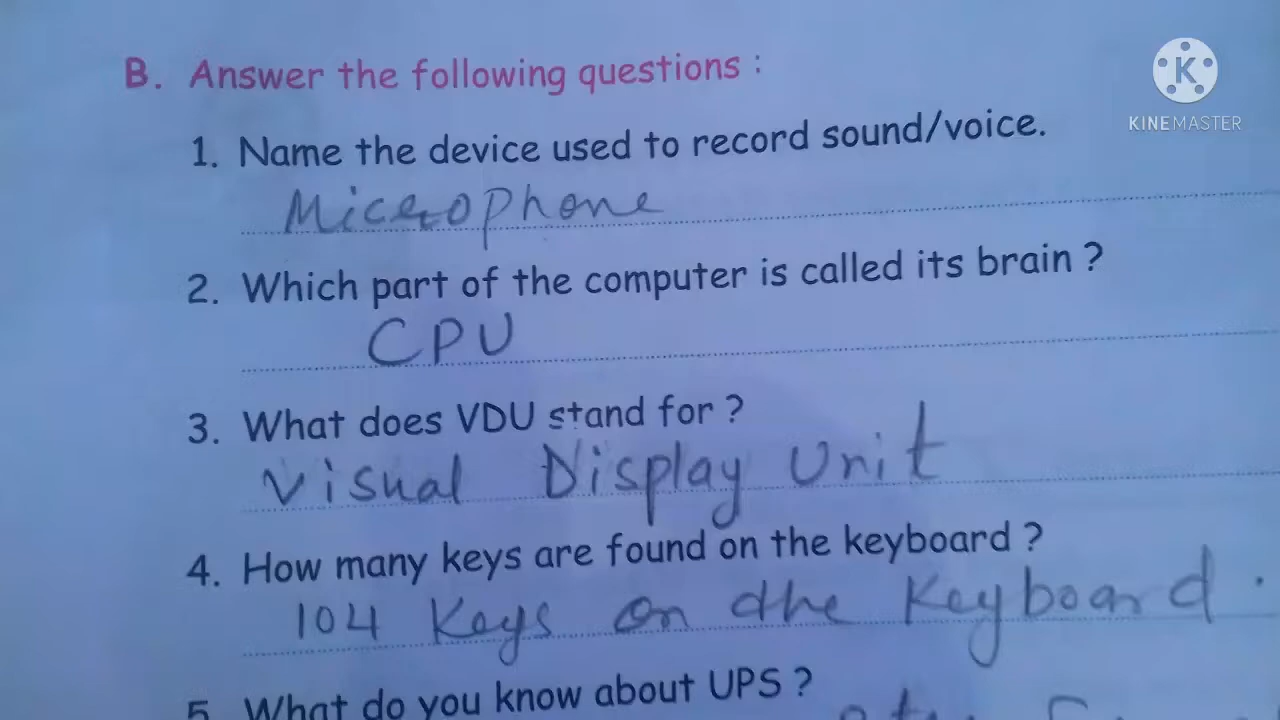 B. Answer the following questions :
K
KINEMASTER
1. Name the device used to record sound/voice.
Microphone
2. Which part of the computer is called its brain ?
CPU
3. What does VDU stand for ?
Visual Display Unit
4. How many keys are found on the keyboard ?
104 Keys on the Keyboard.
5. What do you know about UPS ?